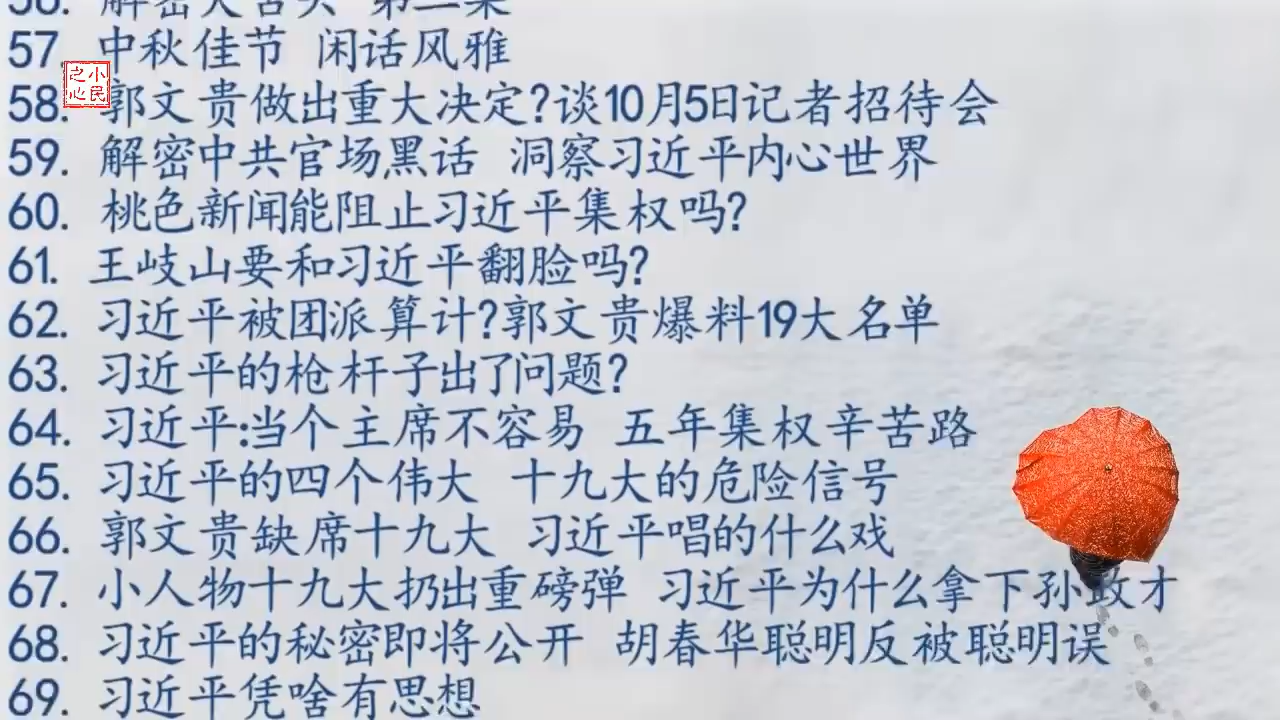 56. 解密大舌头 第二集
57. 中秋佳节 闲话风雅
小民之心
58. 郭文贵做出重大决定?谈10月5日记者招待会
59. 解密中共官场黑话 洞察习近平内心世界
60. 桃色新闻能阻止习近平集权吗?
61. 王岐山要和习近平翻脸吗?
62. 习近平被团派算计?郭文贵爆料19大名单
63. 习近平的枪杆子出了问题?
64. 习近平:当个主席不容易 五年集权辛苦路
65. 习近平的四个伟大 十九大的危险信号
66. 郭文贵缺席十九大 习近平唱的什么戏
67. 小人物十九大扔出重磅弹 习近平为什么拿下孙政才
68. 习近平的秘密即将公开 胡春华聪明反被聪明误
69. 习近平凭啥有思想